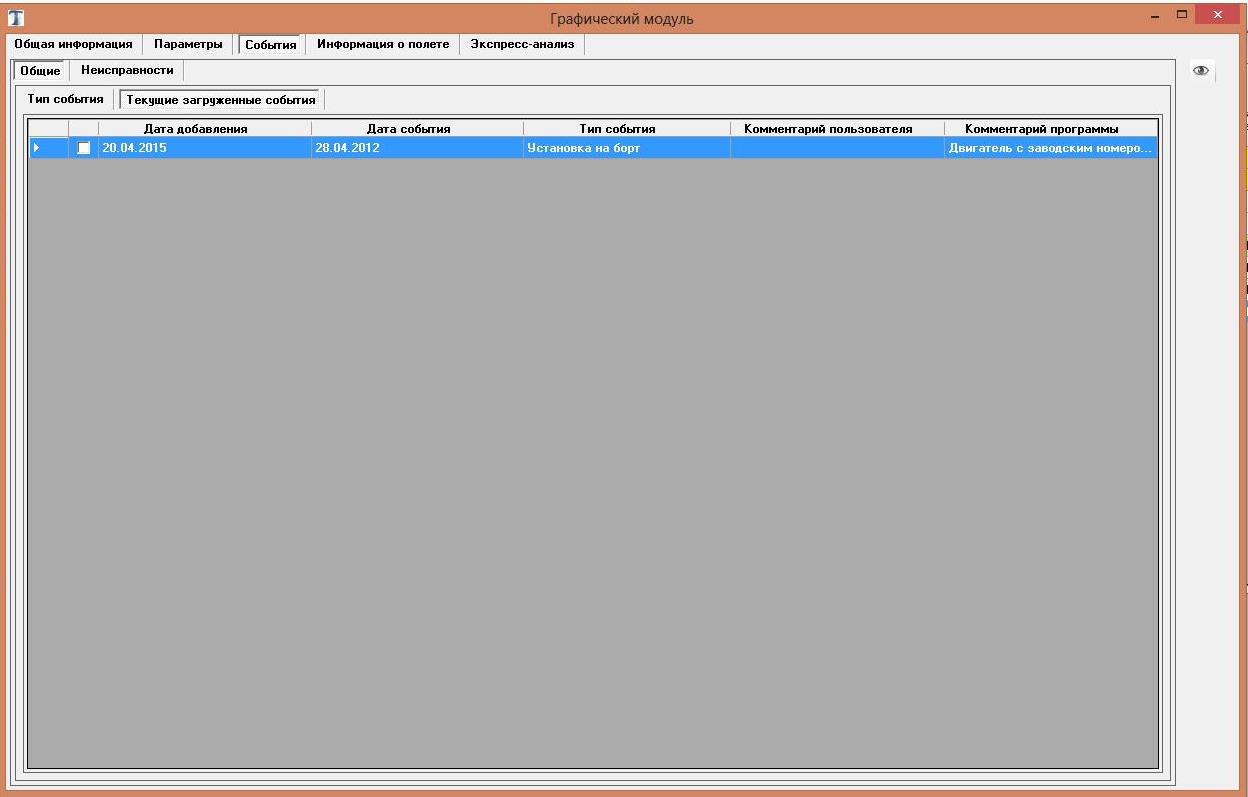 Графический модуль
Общая информация Параметры События Информация о полете Экспресс-анализ
Общие Неисправности
Тип события Текущие загруженные события
Дата добавления Дата события Тип события Комментарий пользователя Комментарий программы
20.04.2015 28.04.2012 Установка на борт Двигатель с заводским номеро...